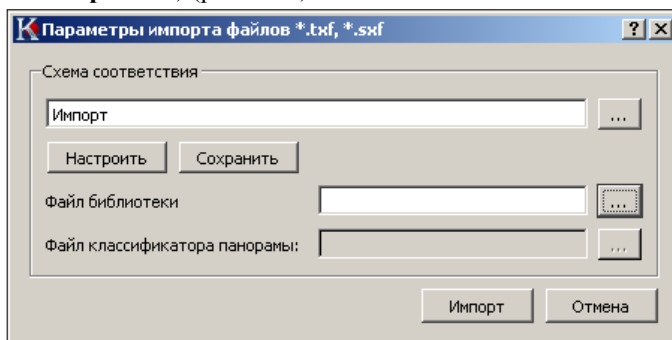 Параметры импорта файлов *.txf, *.sxf
Схема соответствия
Импорт
...
Настроить Сохранить
Файл библиотеки ...
Файл классификатора панорамы: ...
Импорт Отмена